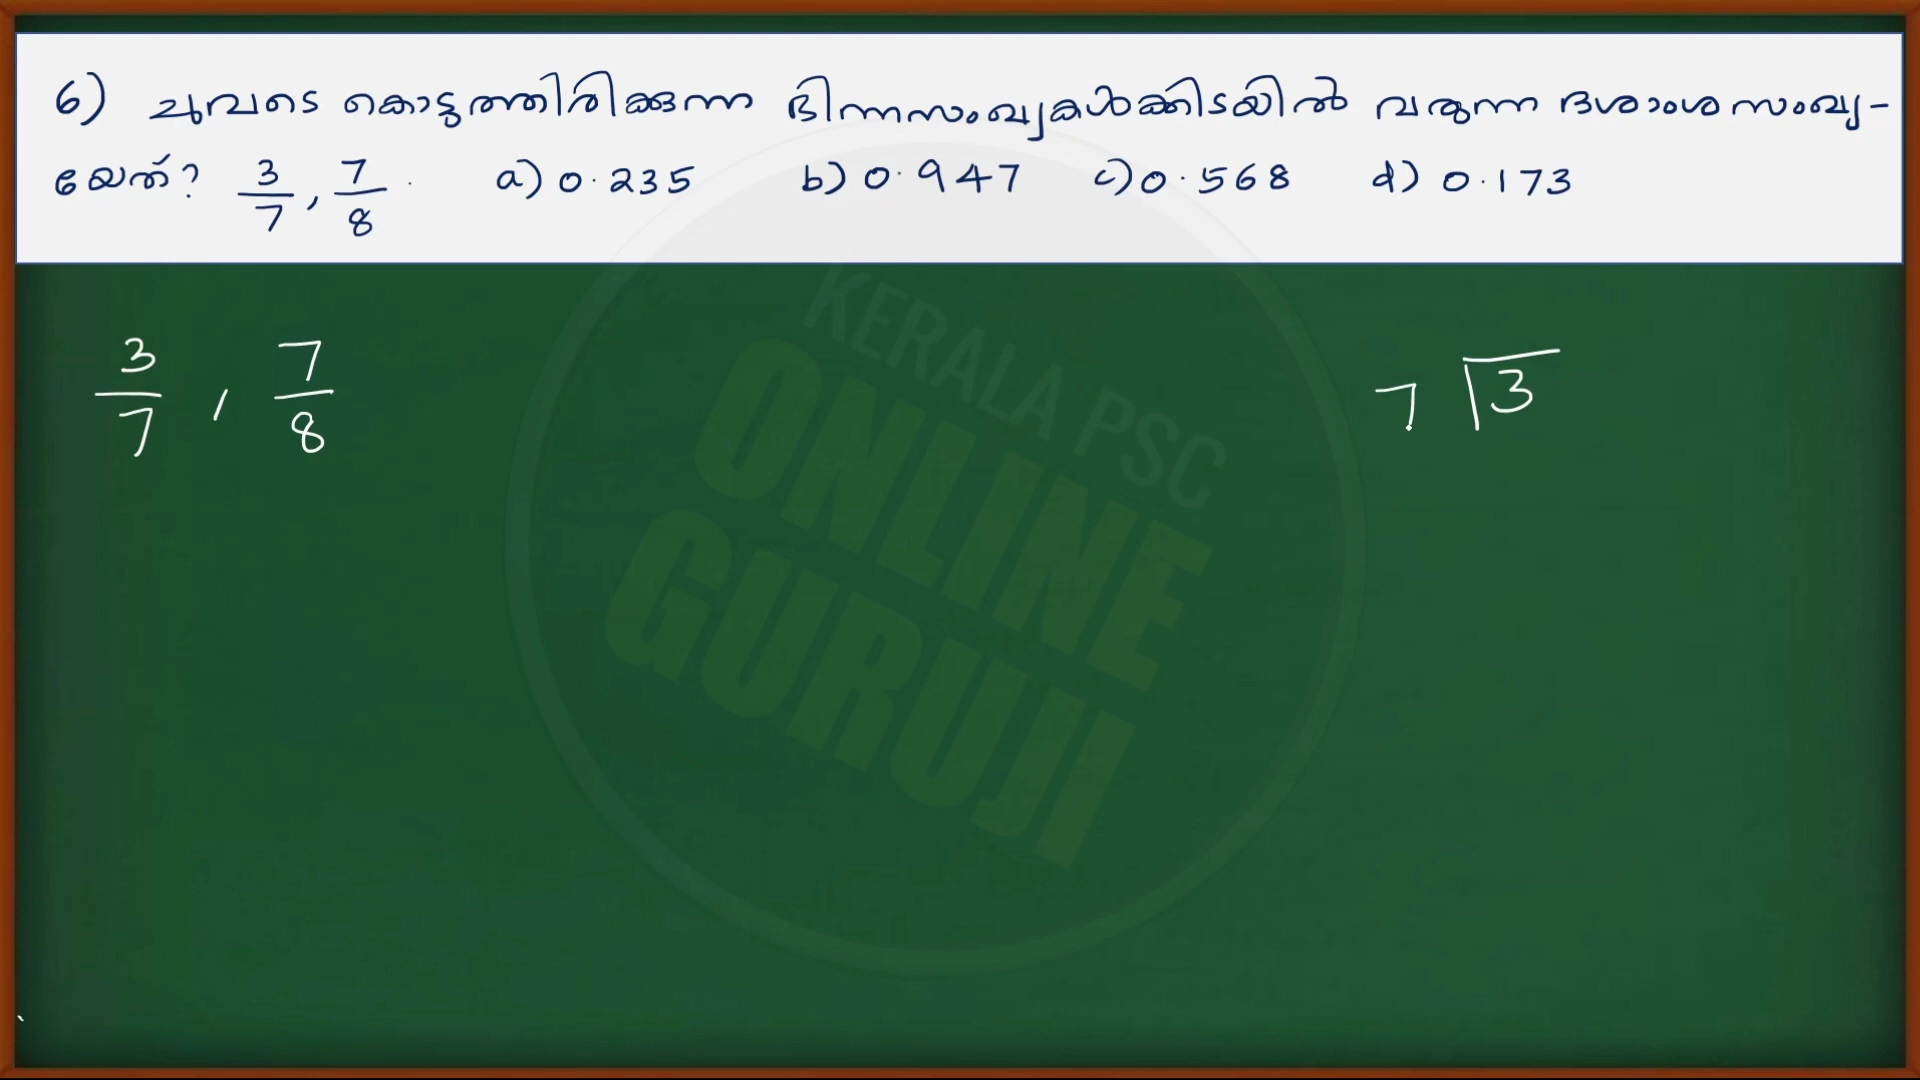 6) ചുവടെ കൊടുത്തിരിക്കുന്ന ഭിന്നസംഖ്യകൾക്കിടയിൽ വരുന്ന ദശാംശസംഖ്യ-
യേത്? 3/7, 7/8. a) 0.235 b) 0.947 c) 0.568 d) 0.173
3/7, 7/8 7 3
KERALA PSC
ONLINE
GURUJI